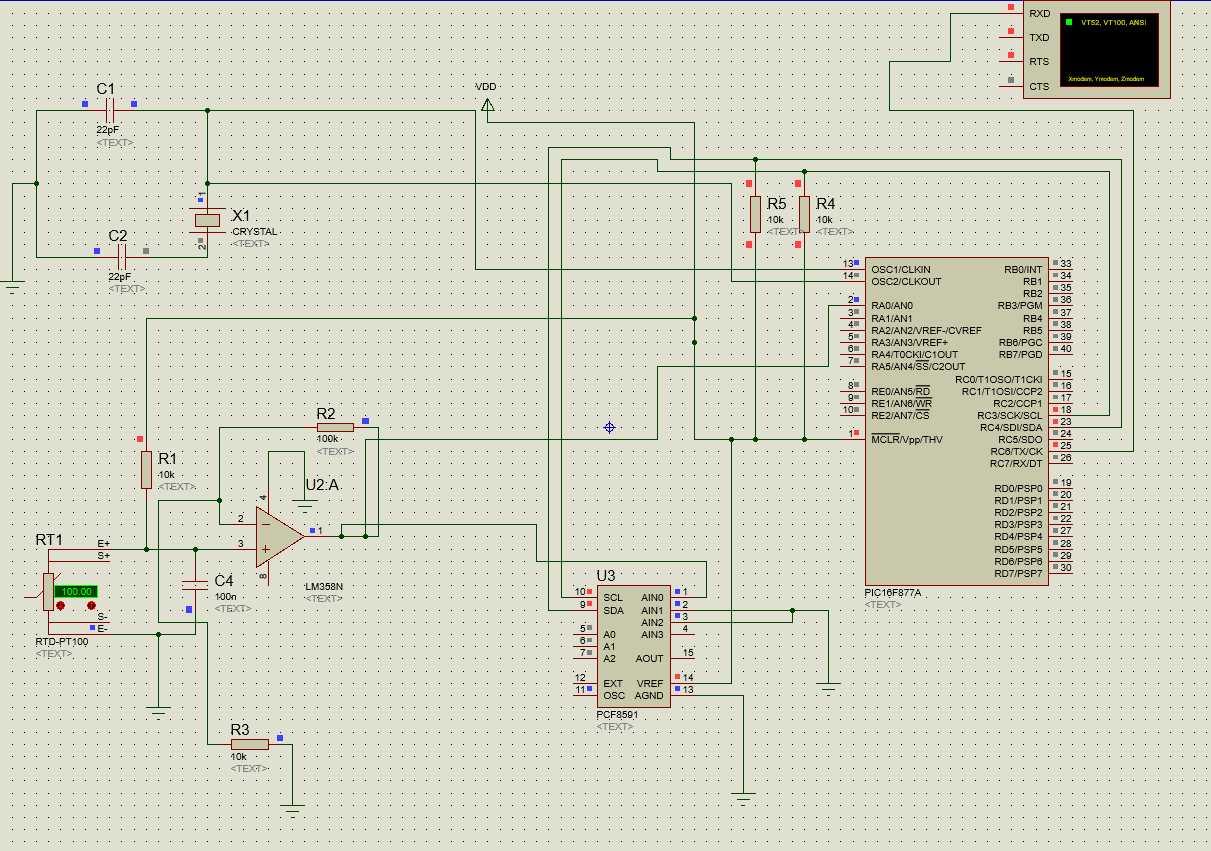 RXD
VT52, VT100, ANSI
TXD
RTS
Xmodem, Ymodem, Zmodem
CTS
C1
22pF
<TEXT>
VDD
1
X1
CRYSTAL
<TEXT>
2
C2
22pF
<TEXT>
R5
10k
<TEXT>
R4
10k
<TEXT>
13 OSC1/CLKIN
14 OSC2/CLKOUT
2 RA0/AN0
3 RA1/AN1
4 RA2/AN2/VREF-/CVREF
5 RA3/AN3/VREF+
6 RA4/T0CKI/C1OUT
7 RA5/AN4/SS/C2OUT
8 RE0/AN5/RD
9 RE1/AN6/WR
10 RE2/AN7/CS
1 MCLR/Vpp/THV
RB0/INT 33
RB1 34
RB2 35
RB3/PGM 36
RB4 37
RB5 38
RB6/PGC 39
RB7/PGD 40
RC0/T1OSO/T1CKI 15
RC1/T1OSI/CCP2 16
RC2/CCP1 17
RC3/SCK/SCL 18
RC4/SDI/SDA 23
RC5/SDO 24
RC6/TX/CK 25
RC7/RX/DT 26
RD0/PSP0 19
RD1/PSP1 20
RD2/PSP2 21
RD3/PSP3 22
RD4/PSP4 27
RD5/PSP5 28
RD6/PSP6 29
RD7/PSP7 30
PIC16F877A
<TEXT>
R2
100k
<TEXT>
R1
10k
<TEXT>
U2:A
4
2
3
1
8
LM358N
<TEXT>
RT1
E+
S+
100.00
S-
E-
RTD-PT100
<TEXT>
C4
100n
<TEXT>
U3
10 SCL AIN0 1
9 SDA AIN1 2
AIN2 3
5 A0 AIN3 4
6 A1
7 A2 AOUT 15
12 EXT VREF 14
11 OSC AGND 13
PCF8591
<TEXT>
R3
10k
<TEXT>